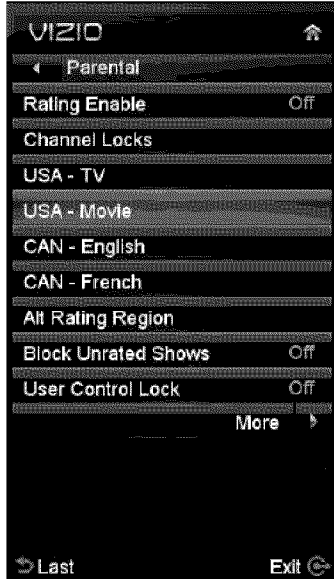 VIZIO
Parental
Rating Enable Off
Channel Locks
USA - TV
USA - Movie
CAN - English
CAN - French
Alt Rating Region
Block Unrated Shows Off
User Control Lock Off
More
Last Exit